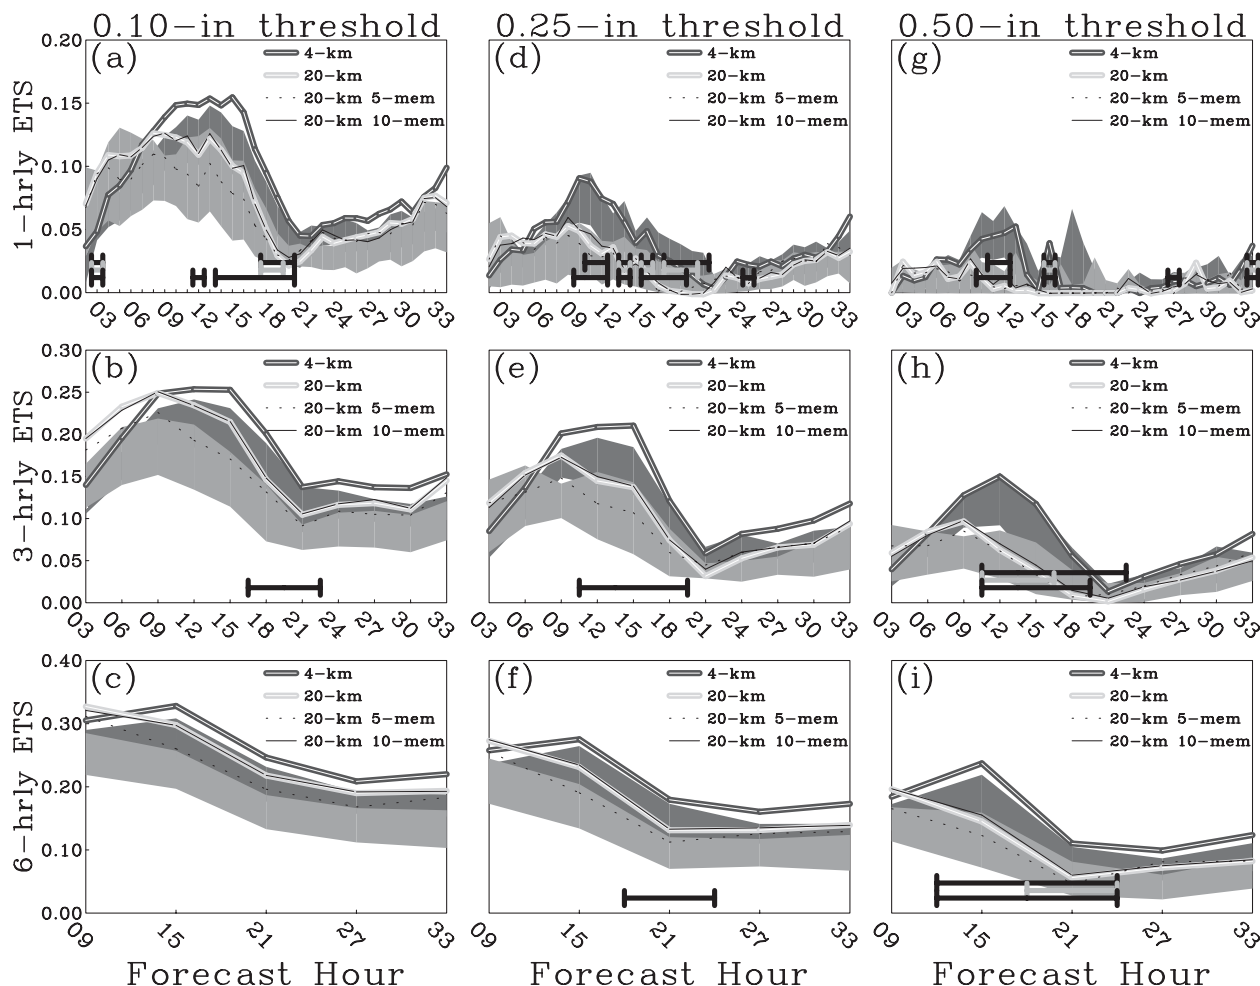 0.10-in threshold 0.25-in threshold 0.50-in threshold
1-hrly ETS
0.20
0.15
0.10
0.05
0.00
(a)
4-km
20-km
20-km 5-mem
20-km 10-mem
03 06 09 12 15 18 21 24 27 30 33
(d)
4-km
20-km
20-km 5-mem
20-km 10-mem
03 06 09 12 15 18 21 24 27 30 33
(g)
4-km
20-km
20-km 5-mem
20-km 10-mem
03 06 09 12 15 18 21 24 27 30 33
3-hrly ETS
0.30
0.25
0.20
0.15
0.10
0.05
0.00
(b)
4-km
20-km
20-km 5-mem
20-km 10-mem
03 06 09 12 15 18 21 24 27 30 33
(e)
4-km
20-km
20-km 5-mem
20-km 10-mem
03 06 09 12 15 18 21 24 27 30 33
(h)
4-km
20-km
20-km 5-mem
20-km 10-mem
03 06 09 12 15 18 21 24 27 30 33
6-hrly ETS
0.40
0.30
0.20
0.10
0.00
(c)
4-km
20-km
20-km 5-mem
20-km 10-mem
09 15 21 27 33
(f)
4-km
20-km
20-km 5-mem
20-km 10-mem
09 15 21 27 33
(i)
4-km
20-km
20-km 5-mem
20-km 10-mem
09 15 21 27 33
Forecast Hour Forecast Hour Forecast Hour